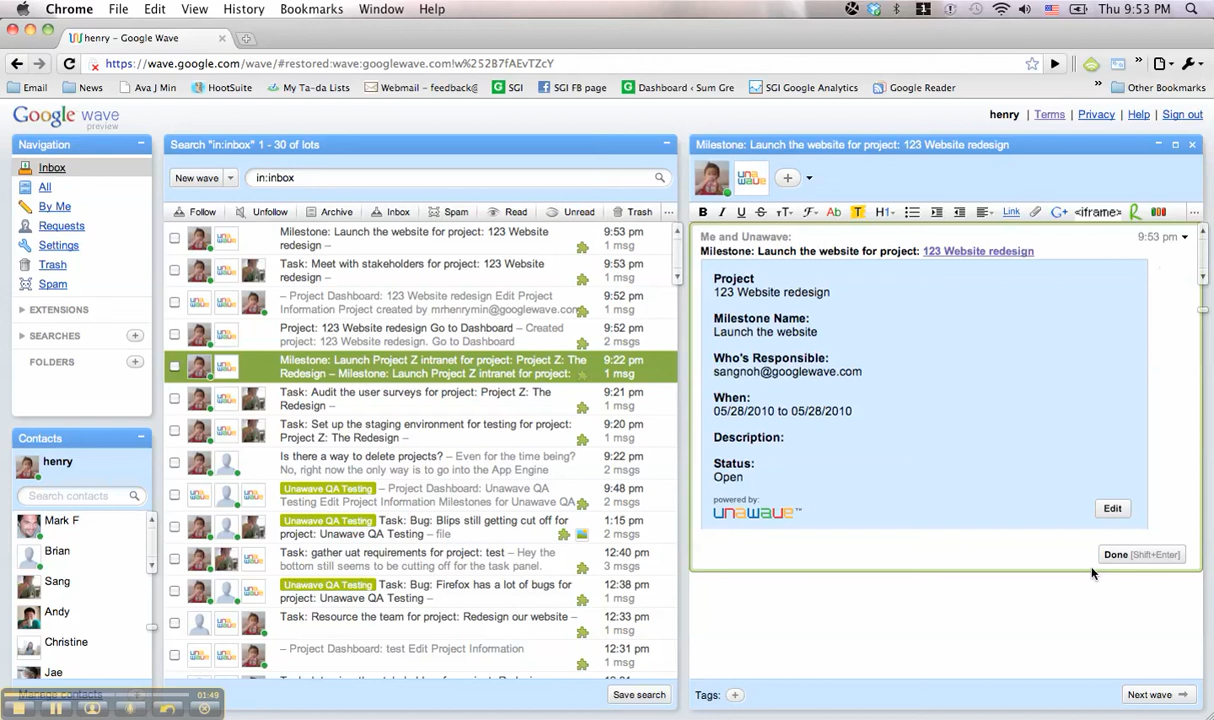 Chrome File Edit View History Bookmarks Window Help Thu 9:53 PM
henry – Google Wave
https://wave.google.com/wave/#restored:wave:googlewave.com!w%252B7fAEvTZcY
Email News Ava J Min HootSuite My Ta-da Lists Webmail – feedback@ SGI SGI FB page Dashboard ‹ Sum Gre SGI Google Analytics Google Reader » Other Bookmarks
Google wave
preview
henry Terms Privacy Help Sign out
Navigation
Inbox
All
By Me
Requests
Settings
Trash
Spam
EXTENSIONS
SEARCHES
FOLDERS
Contacts
henry
Search contacts
Mark F
Brian
Sang
Andy
Christine
Jae
Manage contacts
1:49
Search "in:inbox" 1 - 30 of lots
New wave in:inbox
Follow Unfollow Archive Inbox Spam Read Unread Trash ...
Milestone: Launch the website for project: 123 Website 9:53 pm
redesign – 1 msg
Task: Meet with stakeholders for project: 123 Website 9:53 pm
redesign – 1 msg
– Project Dashboard: 123 Website redesign Edit Project 9:52 pm
Information Project created by mrhenrymin@googlewave.com 1 msg
Project: 123 Website redesign Go to Dashboard – Created 9:52 pm
redesign. Go to Dashboard 2 msgs
Milestone: Launch Project Z intranet for project: Project Z: The 9:22 pm
Redesign – Milestone: Launch Project Z intranet for project: 1 msg
Task: Audit the user surveys for project: Project Z: The 9:21 pm
Redesign – 1 msg
Task: Set up the staging environment for testing for project: 9:20 pm
Project Z: The Redesign – 1 msg
Is there a way to delete projects? – Even for the time being? 9:22 pm
No, right now the only way is to go into the App Engine 2 msgs
Unawave QA Testing – Project Dashboard: Unawave QA 9:48 pm
Testing Edit Project Information Milestones for Unawave QA 2 msgs
Unawave QA Testing Task: Bug: Blips still getting cut off for 1:15 pm
project: Unawave QA Testing – file 2 msgs
Task: gather uat requirements for project: test – Hey the 12:40 pm
bottom still seems to be cutting off for the task panel 3 msgs
Unawave QA Testing Task: Bug: Firefox has a lot of bugs for 12:38 pm
project: Unawave QA Testing – 1 msg
Task: Resource the team for project: Redesign our website – 12:33 pm
1 msg
– Project Dashboard: test Edit Project Information 12:31 pm
1 msg
Save search
Milestone: Launch the website for project: 123 Website redesign
B I U S Ab T H1 Link G+ <iframe> R ...
Me and Unawave: 9:53 pm
Milestone: Launch the website for project: 123 Website redesign
Project
123 Website redesign
Milestone Name:
Launch the website
Who's Responsible:
sangnoh@googlewave.com
When:
05/28/2010 to 05/28/2010
Description:
Status:
Open
powered by:
unawave™
Edit
Done [Shift+Enter]
Tags: Next wave